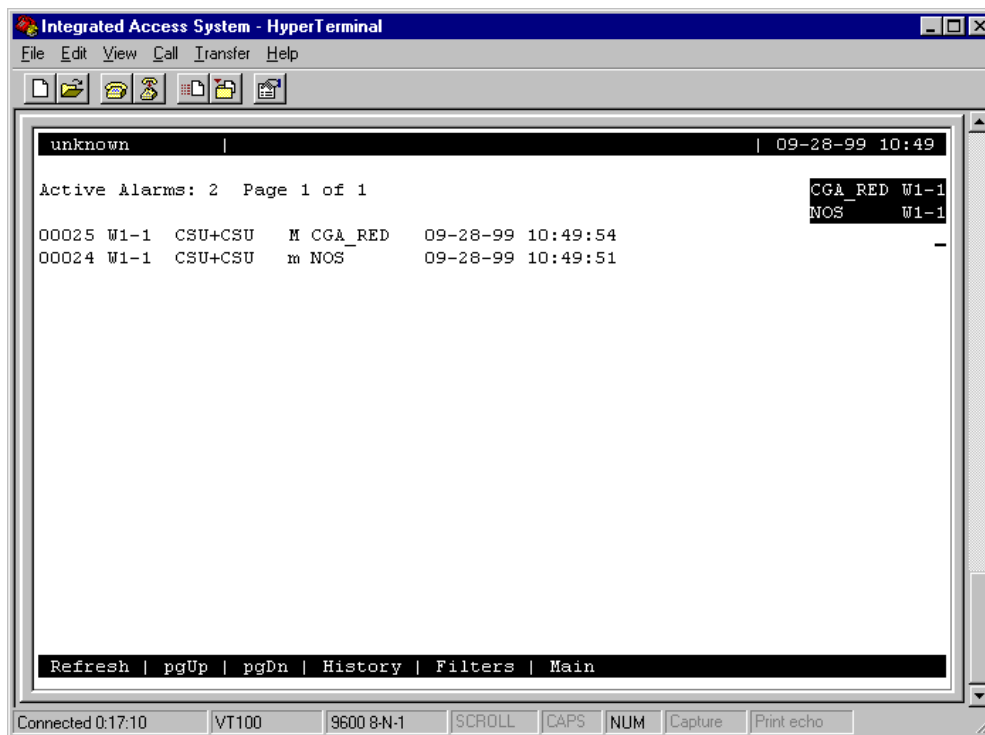 Integrated Access System - HyperTerminal
File Edit View Call Transfer Help
unknown | | 09-28-99 10:49
Active Alarms: 2 Page 1 of 1 CGA_RED W1-1
NOS W1-1
00025 W1-1 CSU+CSU M CGA_RED 09-28-99 10:49:54
00024 W1-1 CSU+CSU m NOS 09-28-99 10:49:51
Refresh | pgUp | pgDn | History | Filters | Main
Connected 0:17:10 VT100 9600 8-N-1 SCROLL CAPS NUM Capture Print echo